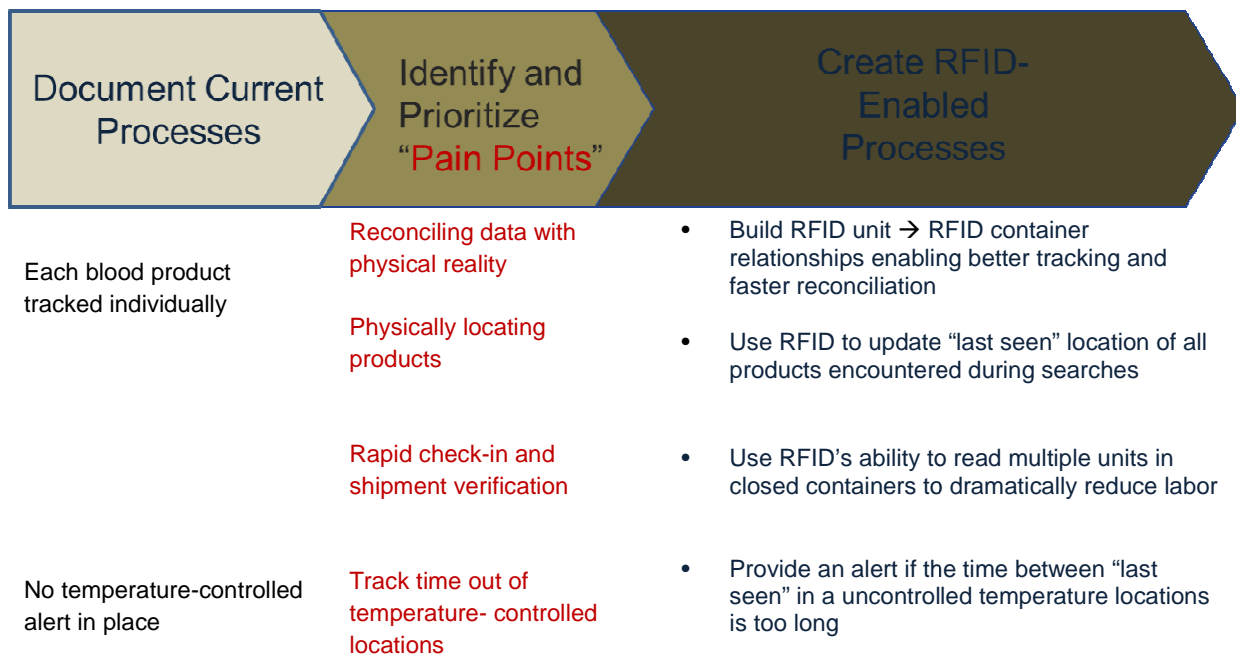 Document Current
Processes
Identify and
Prioritize
“Pain Points”
Create RFID-
Enabled
Processes
Each blood product
tracked individually
Reconciling data with
physical reality
• Build RFID unit → RFID container
relationships enabling better tracking and
faster reconciliation
Physically locating
products
• Use RFID to update “last seen” location of all
products encountered during searches
Rapid check-in and
shipment verification
• Use RFID’s ability to read multiple units in
closed containers to dramatically reduce labor
No temperature-controlled
alert in place
Track time out of
temperature- controlled
locations
• Provide an alert if the time between “last
seen” in a uncontrolled temperature locations
is too long